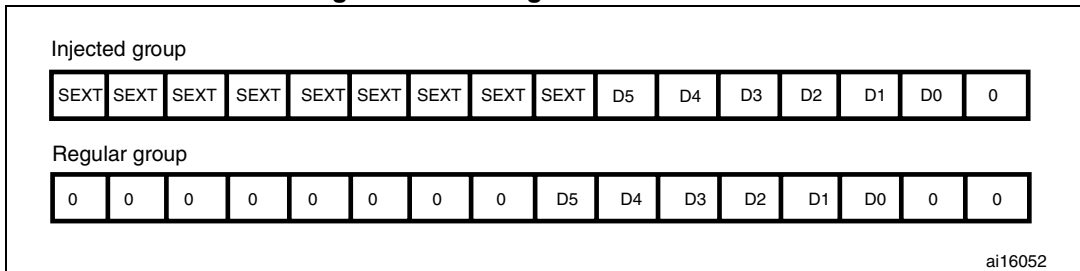 Injected group
SEXT SEXT SEXT SEXT SEXT SEXT SEXT SEXT SEXT D5 D4 D3 D2 D1 D0 0
Regular group
0 0 0 0 0 0 0 0 D5 D4 D3 D2 D1 D0 0 0
ai16052